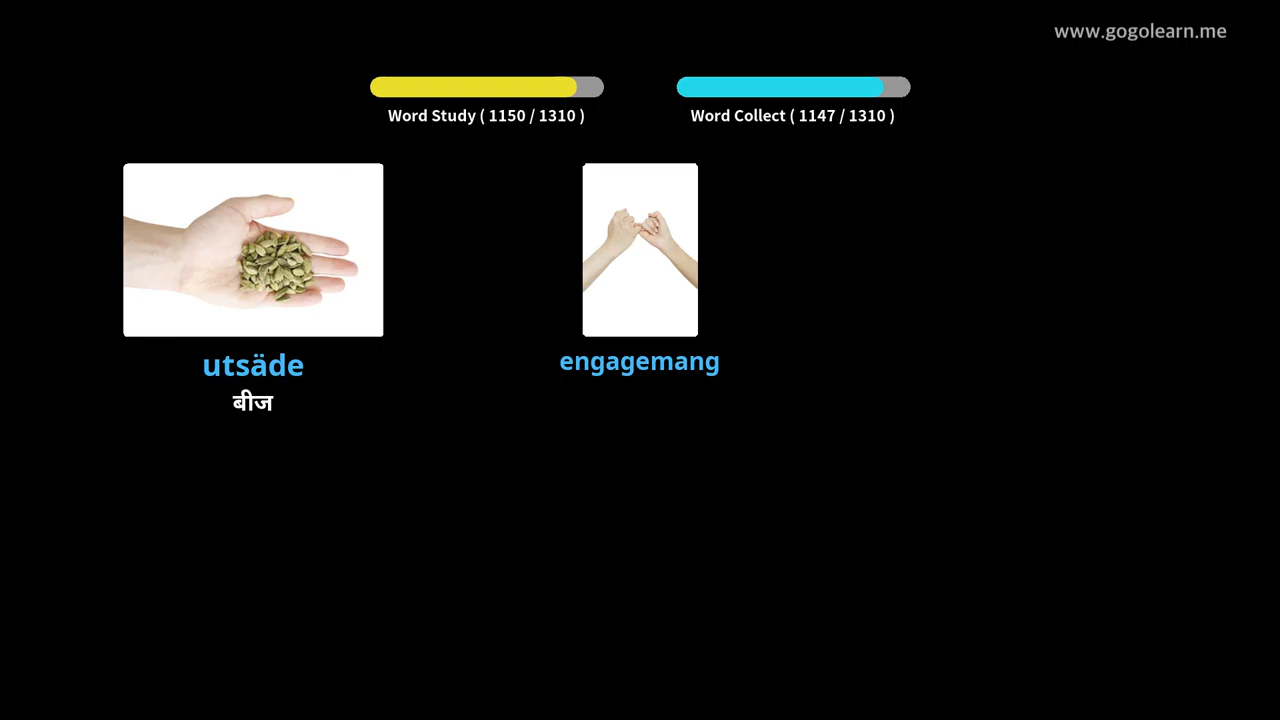 www.gogolearn.me
Word Study ( 1150 / 1310 )
Word Collect ( 1147 / 1310 )
utsäde
engagemang
बीज